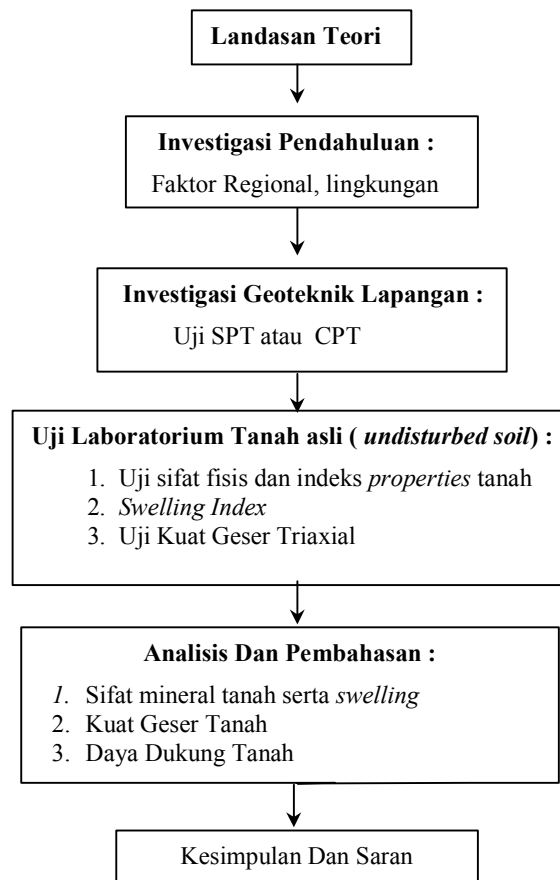 Landasan Teori
Investigasi Pendahuluan :
Faktor Regional, lingkungan
Investigasi Geoteknik Lapangan :
Uji SPT atau CPT
Uji Laboratorium Tanah asli ( undisturbed soil) :
1. Uji sifat fisis dan indeks properties tanah
2. Swelling Index
3. Uji Kuat Geser Triaxial
Analisis Dan Pembahasan :
1. Sifat mineral tanah serta swelling
2. Kuat Geser Tanah
3. Daya Dukung Tanah
Kesimpulan Dan Saran